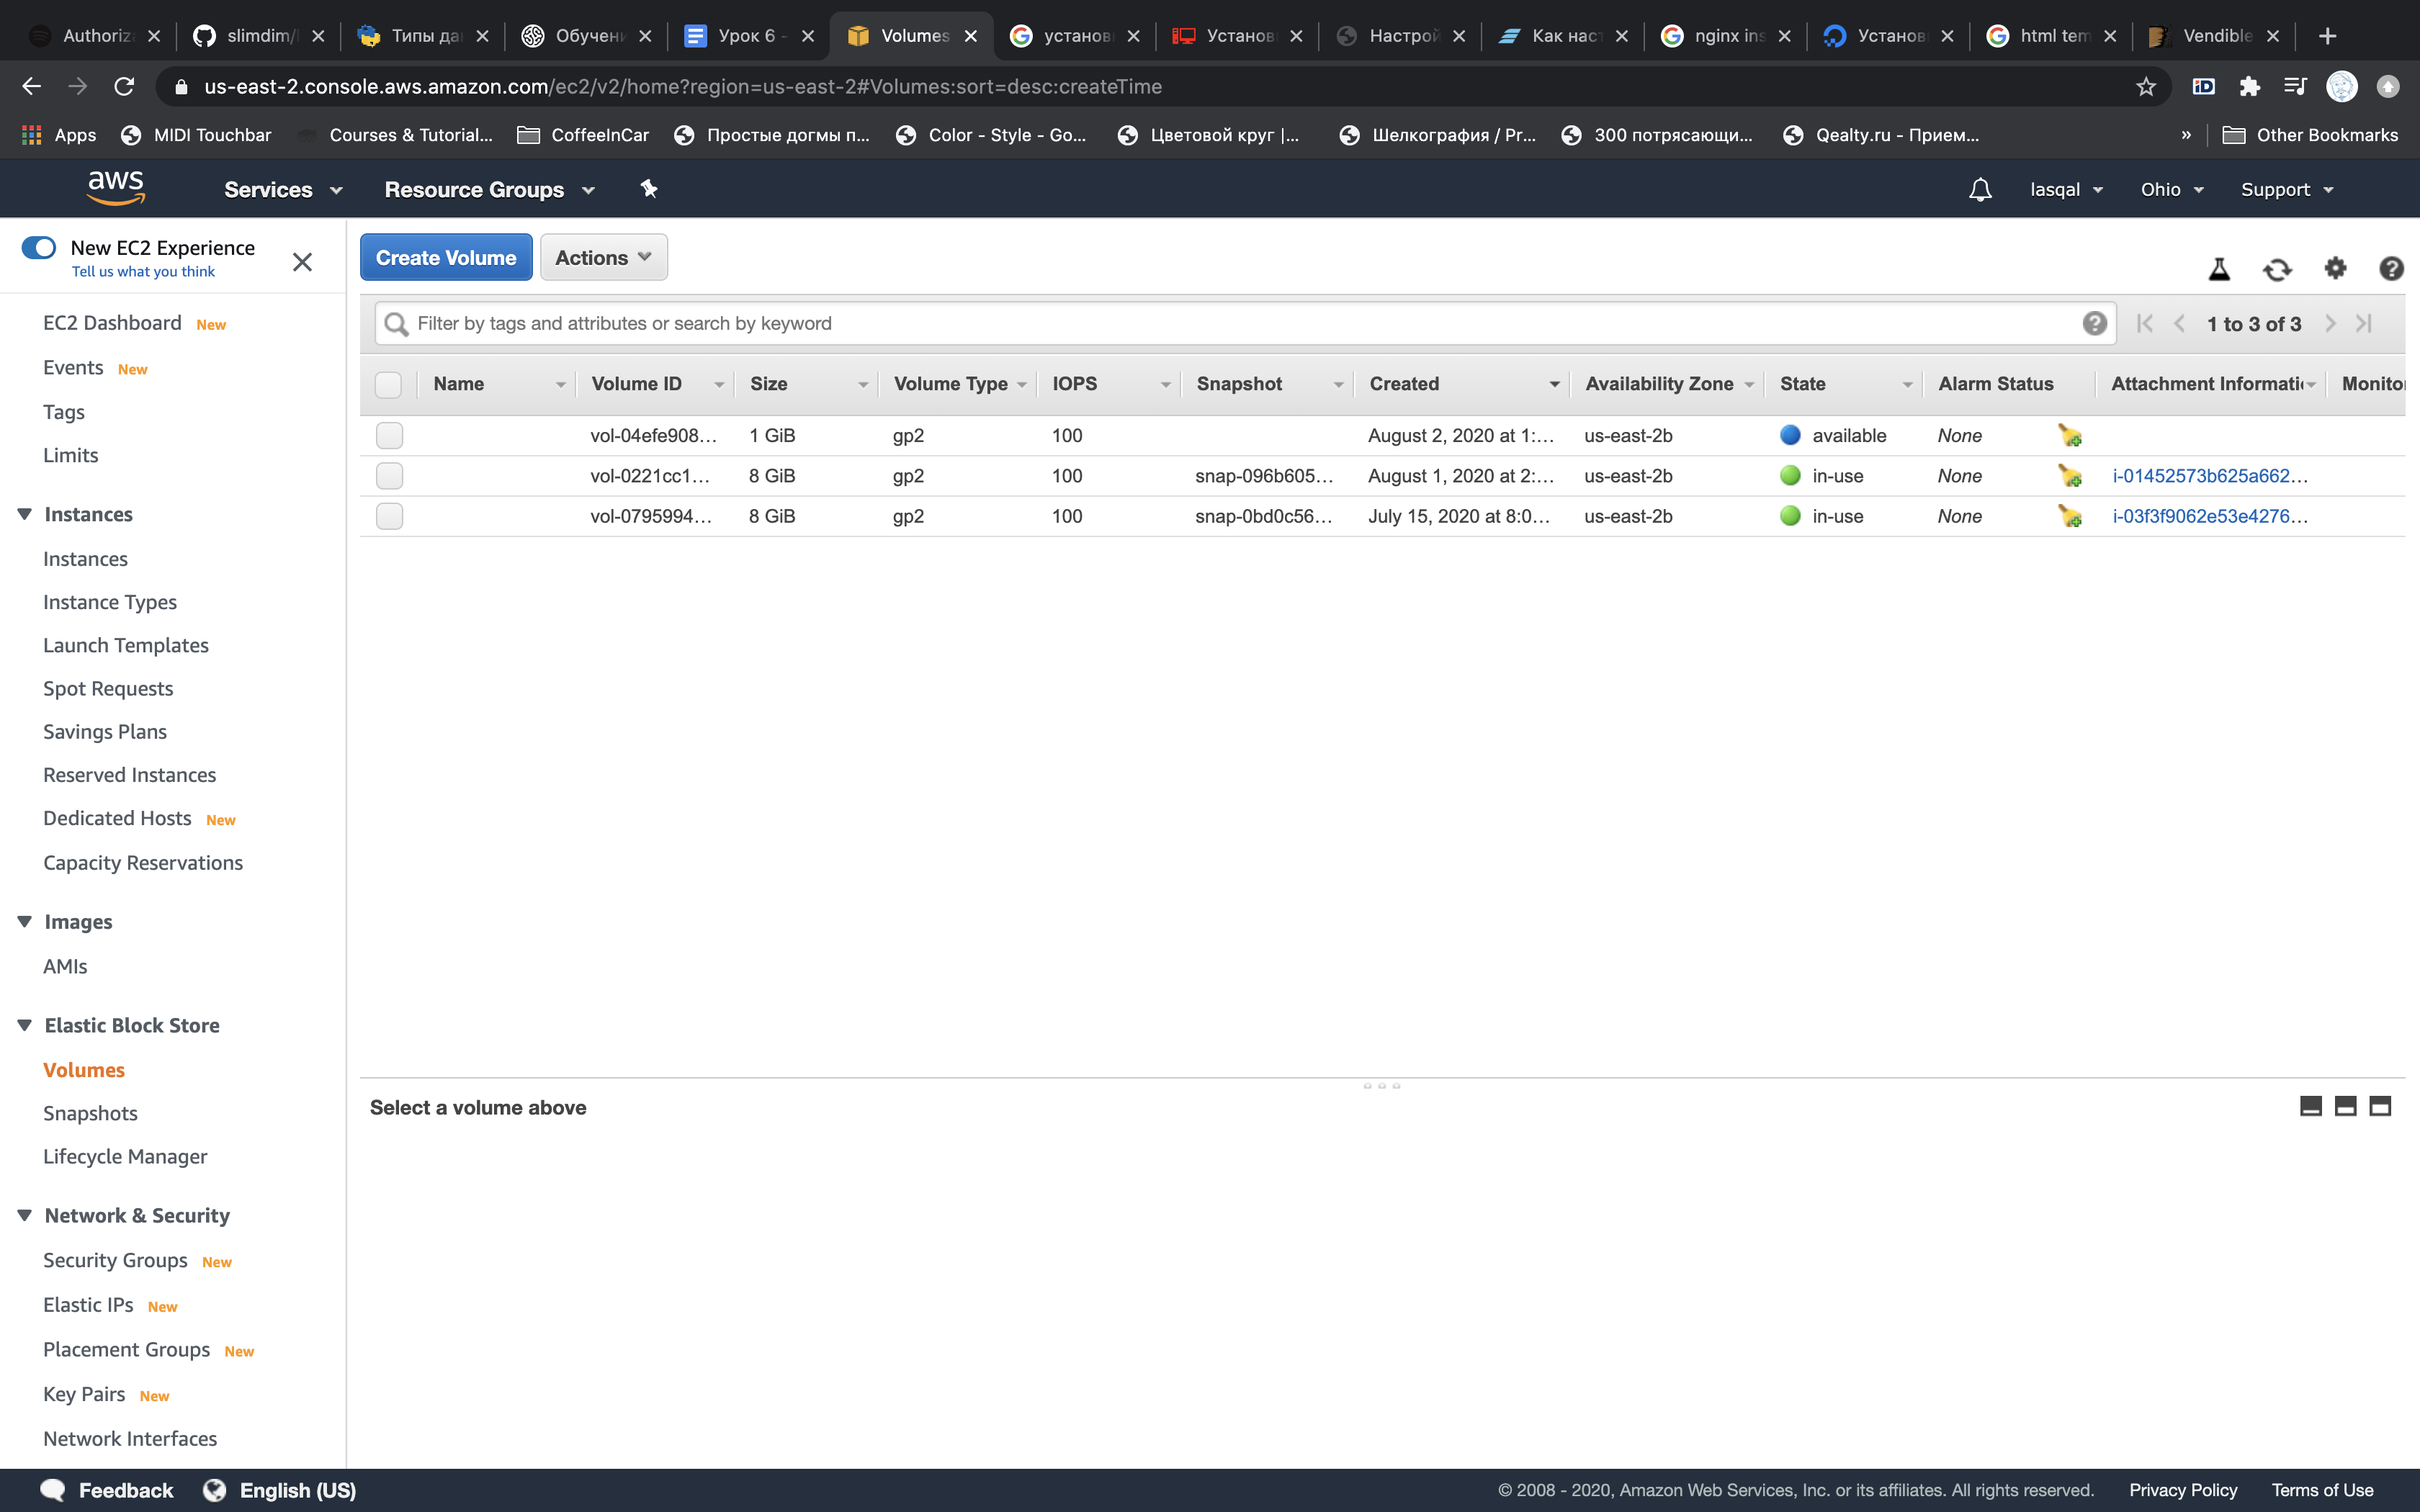 Authoriz slimdim/ Типы да Обучени Урок 6 - Volumes установ Установ Настрой Как наст nginx ins Установ html tem Vendible
us-east-2.console.aws.amazon.com/ec2/v2/home?region=us-east-2#Volumes:sort=desc:createTime iD
Apps MIDI Touchbar Courses & Tutorial... CoffeeInCar Простые догмы п... Color - Style - Go... Цветовой круг |... Шелкография / Pr... 300 потрясающи... Qealty.ru - Прием... » Other Bookmarks
aws Services Resource Groups lasqal Ohio Support
New EC2 Experience
Tell us what you think
EC2 Dashboard New
Events New
Tags
Limits
Instances
Instances
Instance Types
Launch Templates
Spot Requests
Savings Plans
Reserved Instances
Dedicated Hosts New
Capacity Reservations
Images
AMIs
Elastic Block Store
Volumes
Snapshots
Lifecycle Manager
Network & Security
Security Groups New
Elastic IPs New
Placement Groups New
Key Pairs New
Network Interfaces
Create Volume Actions
Filter by tags and attributes or search by keyword 1 to 3 of 3
Name Volume ID Size Volume Type IOPS Snapshot Created Availability Zone State Alarm Status Attachment Informati Monitor
vol-04efe908... 1 GiB gp2 100 August 2, 2020 at 1:... us-east-2b available None
vol-0221cc1... 8 GiB gp2 100 snap-096b605... August 1, 2020 at 2:... us-east-2b in-use None i-01452573b625a662...
vol-0795994... 8 GiB gp2 100 snap-0bd0c56... July 15, 2020 at 8:0... us-east-2b in-use None i-03f3f9062e53e4276...
Select a volume above
Feedback English (US) © 2008 - 2020, Amazon Web Services, Inc. or its affiliates. All rights reserved. Privacy Policy Terms of Use